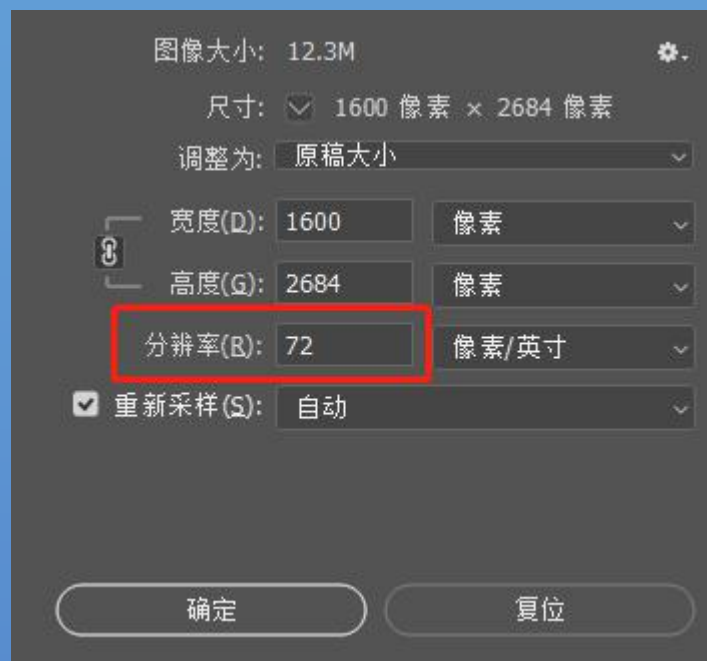 图像大小: 12.3M
尺寸: 1600 像素 × 2684 像素
调整为: 原稿大小
宽度(D): 1600 像素
高度(G): 2684 像素
分辨率(R): 72 像素/英寸
重新采样(S): 自动
确定 复位